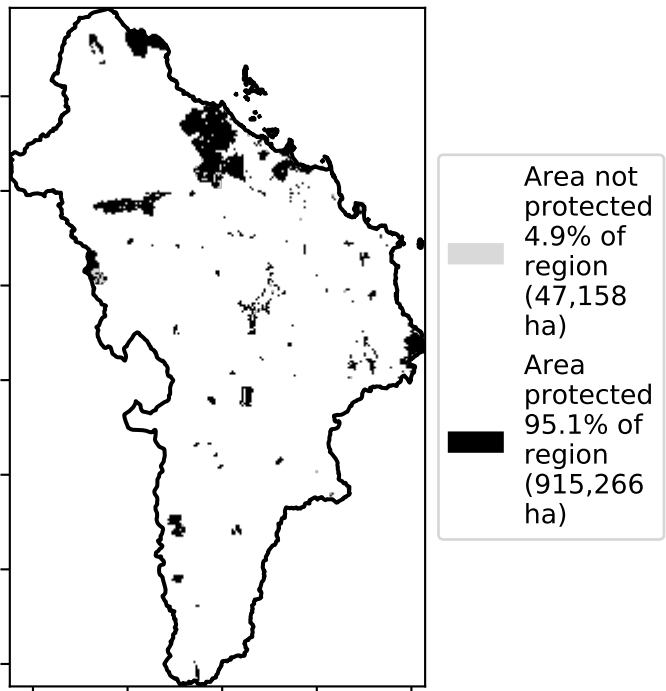 Area not
protected
4.9% of
region
(47,158
ha)
Area
protected
95.1% of
region
(915,266
ha)